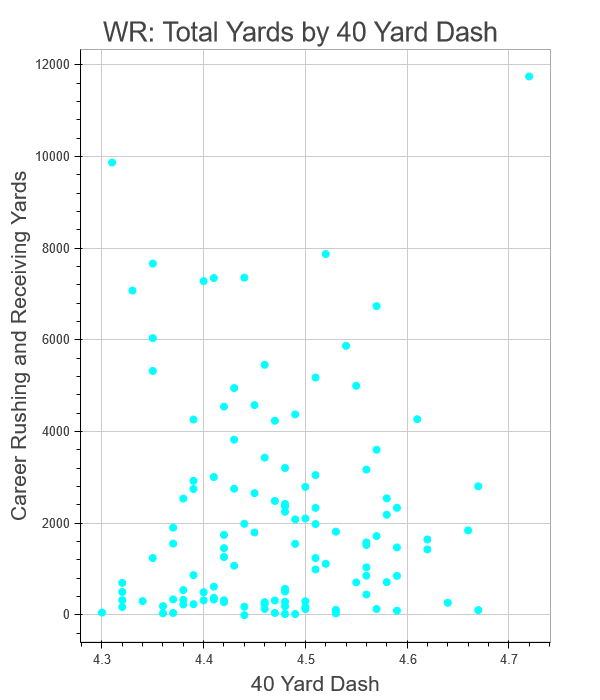 WR: Total Yards by 40 Yard Dash
Career Rushing and Receiving Yards
12000
10000
8000
6000
4000
2000
0
4.3 4.4 4.5 4.6 4.7
40 Yard Dash